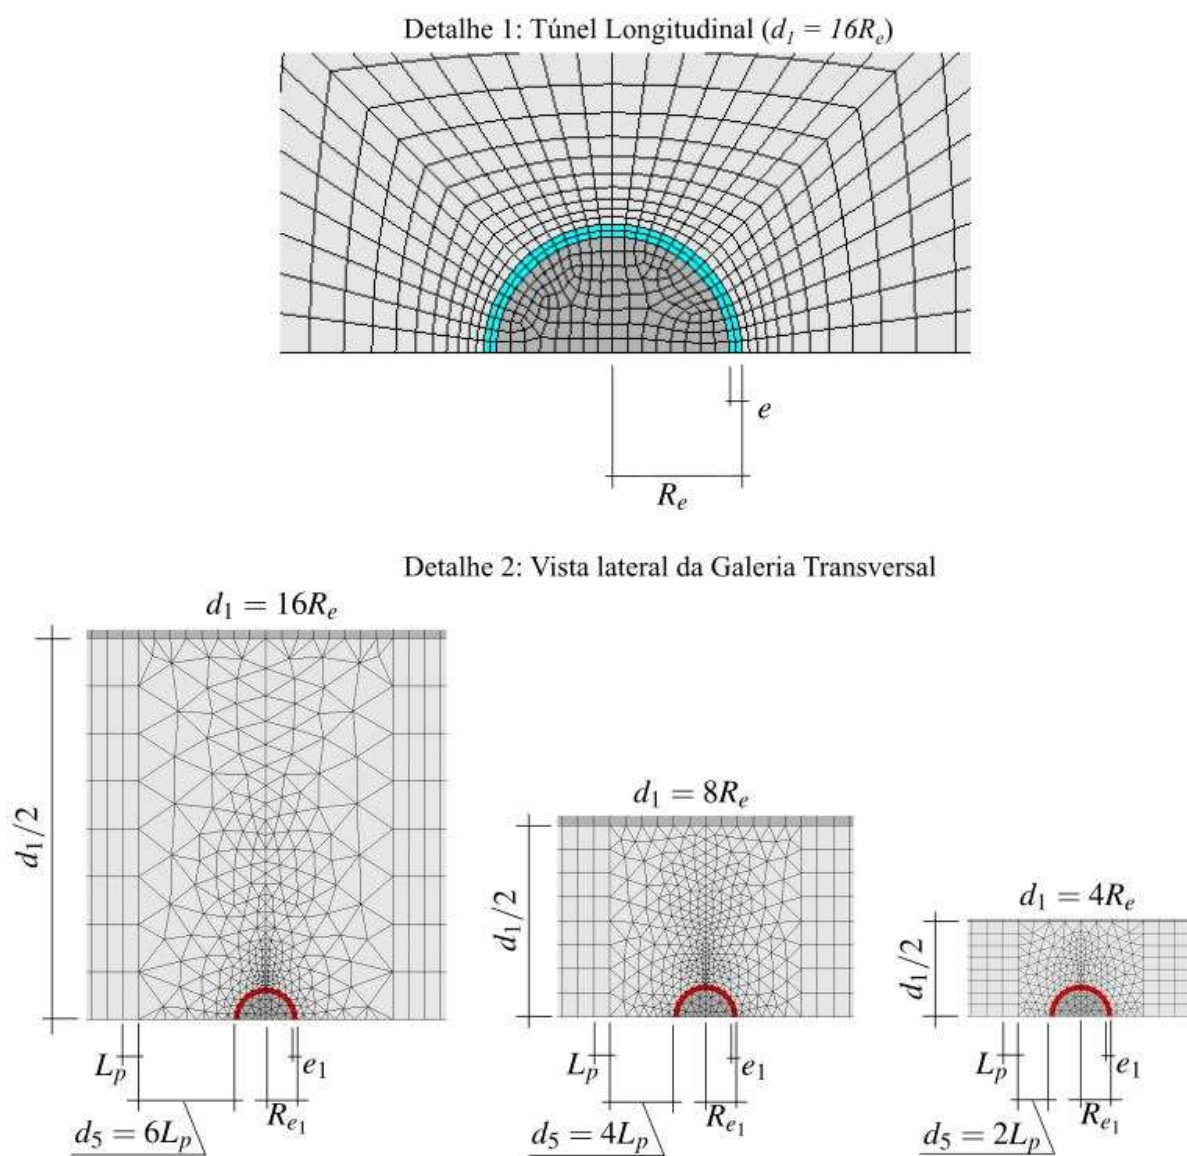 Detalhe 1: Túnel Longitudinal (d₁ = 16Rₑ)
e
Rₑ
Detalhe 2: Vista lateral da Galeria Transversal
d₁ = 16Rₑ
d₁/2
Lₚ
e₁
d₅ = 6Lₚ
Rₑ₁
d₁ = 8Rₑ
d₁/2
Lₚ
e₁
d₅ = 4Lₚ
Rₑ₁
d₁ = 4Rₑ
d₁/2
Lₚ
e₁
d₅ = 2Lₚ
Rₑ₁